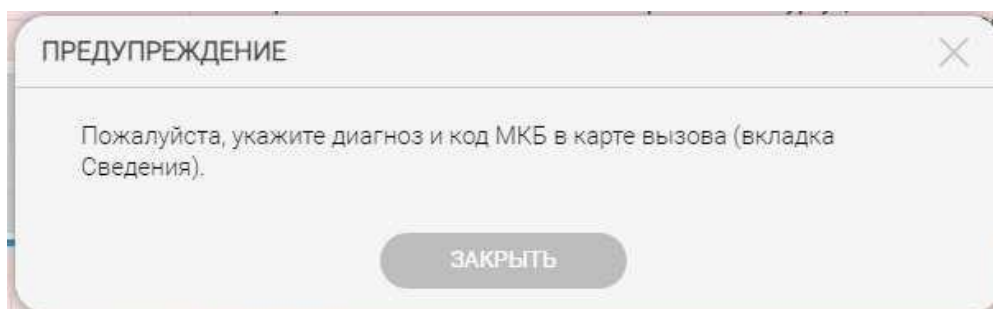 ПРЕДУПРЕЖДЕНИЕ
Пожалуйста, укажите диагноз и код МКБ в карте вызова (вкладка
Сведения).
ЗАКРЫТЬ